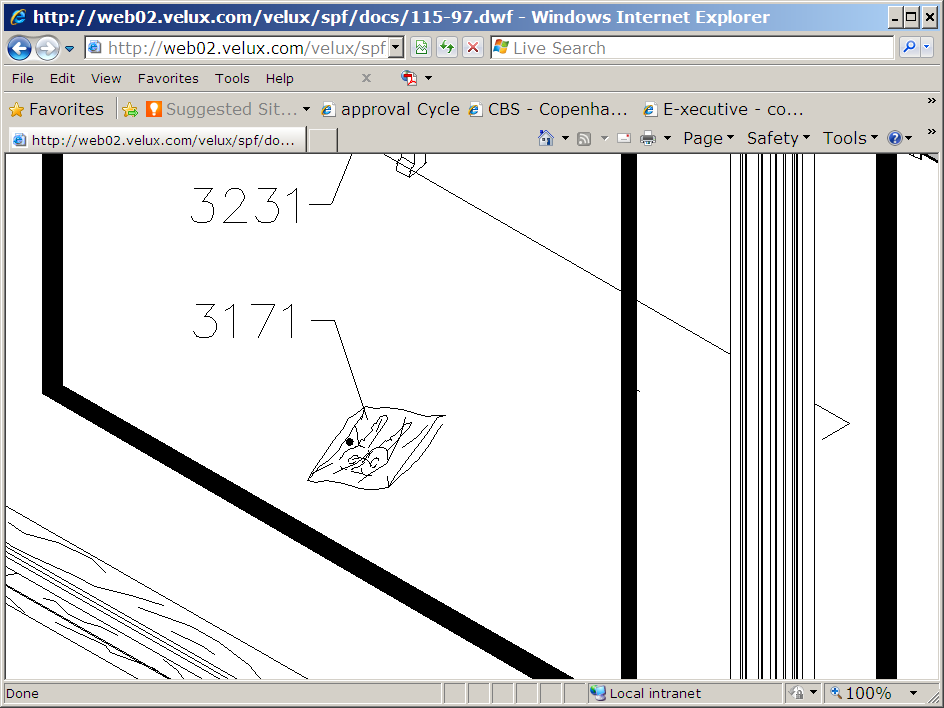 http://web02.velux.com/velux/spf/docs/115-97.dwf - Windows Internet Explorer
http://web02.velux.com/velux/spf
Live Search
File Edit View Favorites Tools Help x
Favorites Suggested Sit... approval Cycle CBS - Copenha... E-xecutive - co... »
http://web02.velux.com/velux/spf/do... Page Safety Tools »
3231
3171
Done Local intranet 100%